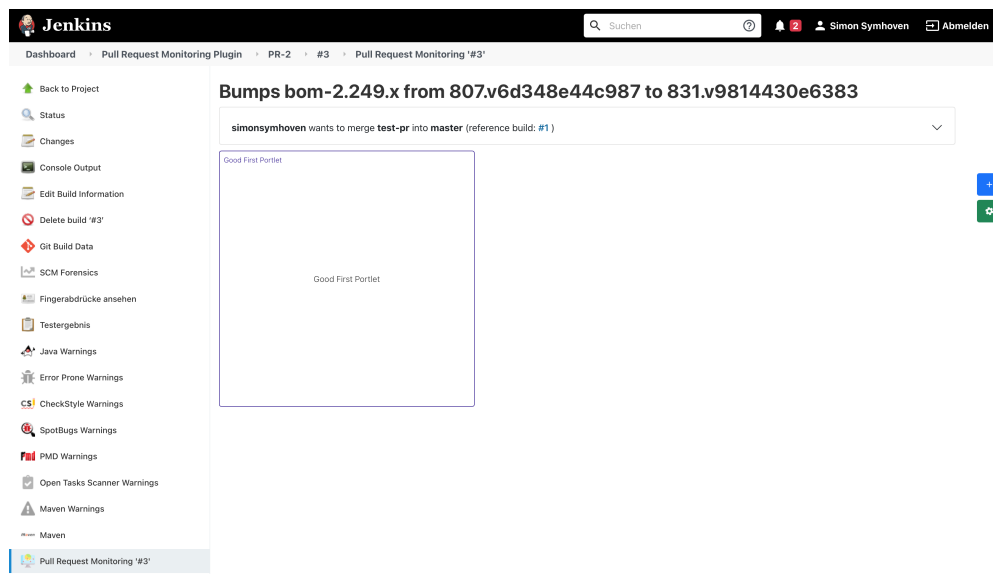 Jenkins
Suchen
2
Simon Symhoven
Abmelden
Dashboard
Pull Request Monitoring Plugin
PR-2
#3
Pull Request Monitoring '#3'
Back to Project
Status
Changes
Console Output
Edit Build Information
Delete build '#3'
Git Build Data
SCM Forensics
Fingerabdrücke ansehen
Testergebnis
Java Warnings
Error Prone Warnings
CheckStyle Warnings
SpotBugs Warnings
PMD Warnings
Open Tasks Scanner Warnings
Maven Warnings
Maven
Pull Request Monitoring '#3'
Bumps bom-2.249.x from 807.v6d348e44c987 to 831.v9814430e6383
simonsymhoven wants to merge test-pr into master (reference build: #1 )
Good First Portlet
Good First Portlet